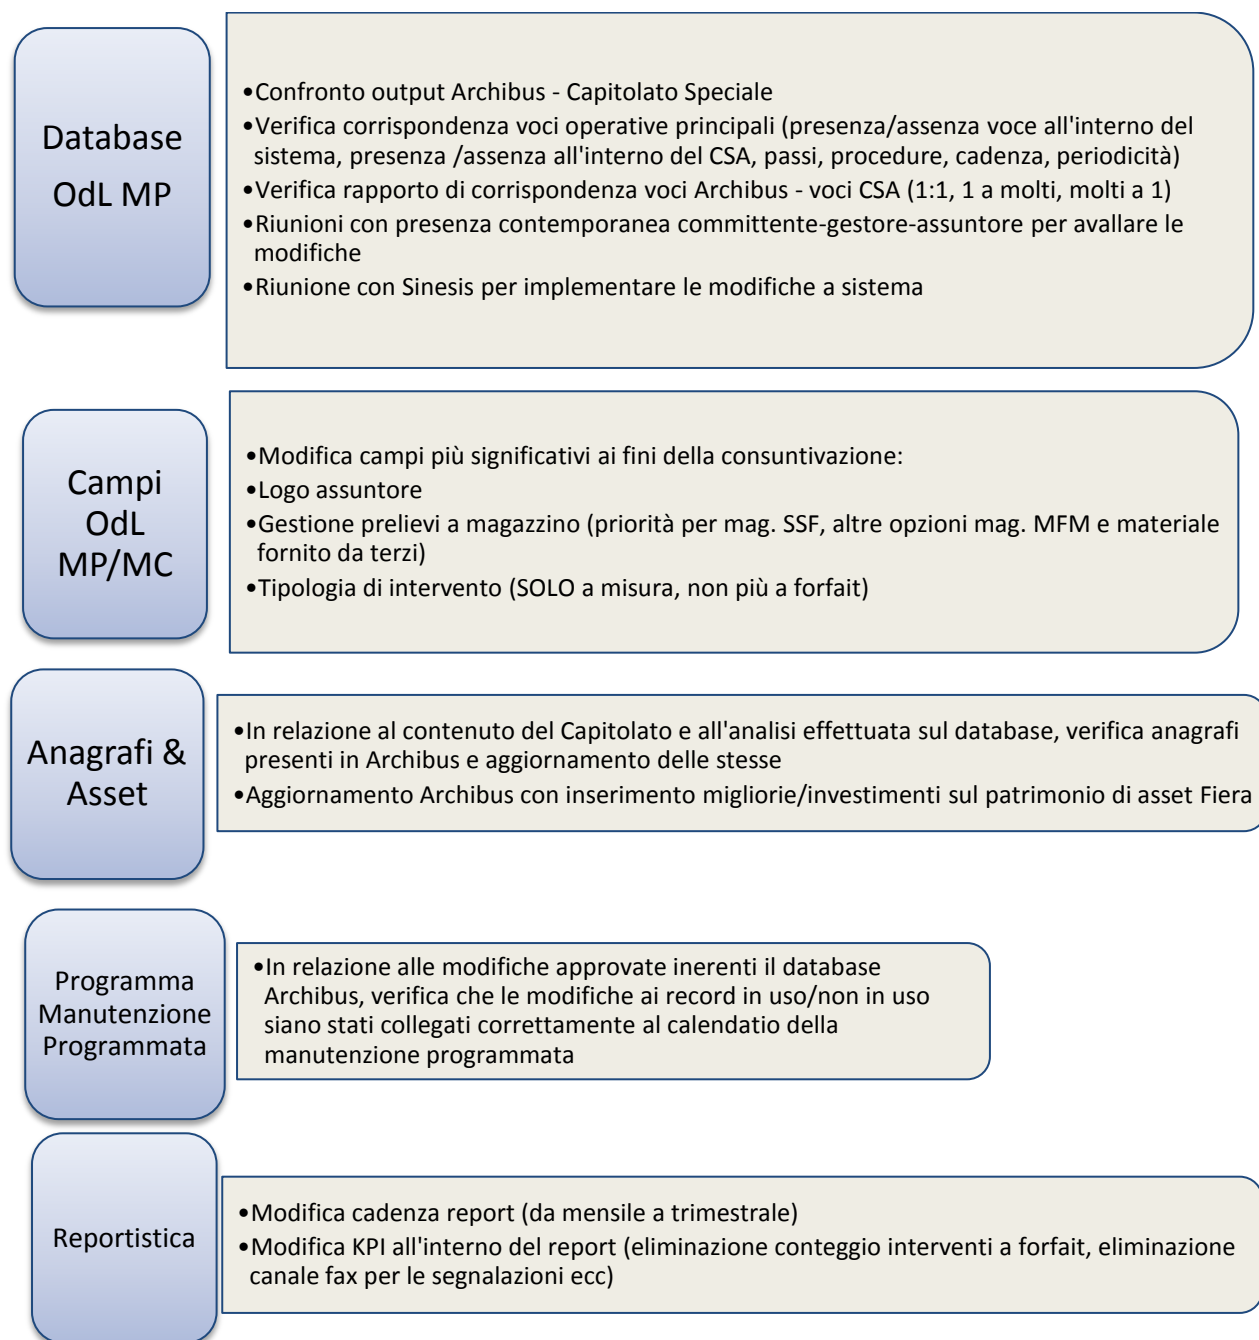 Database
OdL MP
•Confronto output Archibus - Capitolato Speciale
•Verifica corrispondenza voci operative principali (presenza/assenza voce all'interno del
sistema, presenza /assenza all'interno del CSA, passi, procedure, cadenza, periodicità)
•Verifica rapporto di corrispondenza voci Archibus - voci CSA (1:1, 1 a molti, molti a 1)
•Riunioni con presenza contemporanea committente-gestore-assuntore per avallare le
modifiche
•Riunione con Sinesis per implementare le modifiche a sistema
Campi
OdL
MP/MC
•Modifica campi più significativi ai fini della consuntivazione:
•Logo assuntore
•Gestione prelievi a magazzino (priorità per mag. SSF, altre opzioni mag. MFM e materiale
fornito da terzi)
•Tipologia di intervento (SOLO a misura, non più a forfait)
Anagrafi &
Asset
•In relazione al contenuto del Capitolato e all'analisi effettuata sul database, verifica anagrafi
presenti in Archibus e aggiornamento delle stesse
•Aggiornamento Archibus con inserimento migliorie/investimenti sul patrimonio di asset Fiera
Programma
Manutenzione
Programmata
•In relazione alle modifiche approvate inerenti il database
Archibus, verifica che le modifiche ai record in uso/non in uso
siano stati collegati correttamente al calendatio della
manutenzione programmata
Reportistica
•Modifica cadenza report (da mensile a trimestrale)
•Modifica KPI all'interno del report (eliminazione conteggio interventi a forfait, eliminazione
canale fax per le segnalazioni ecc)